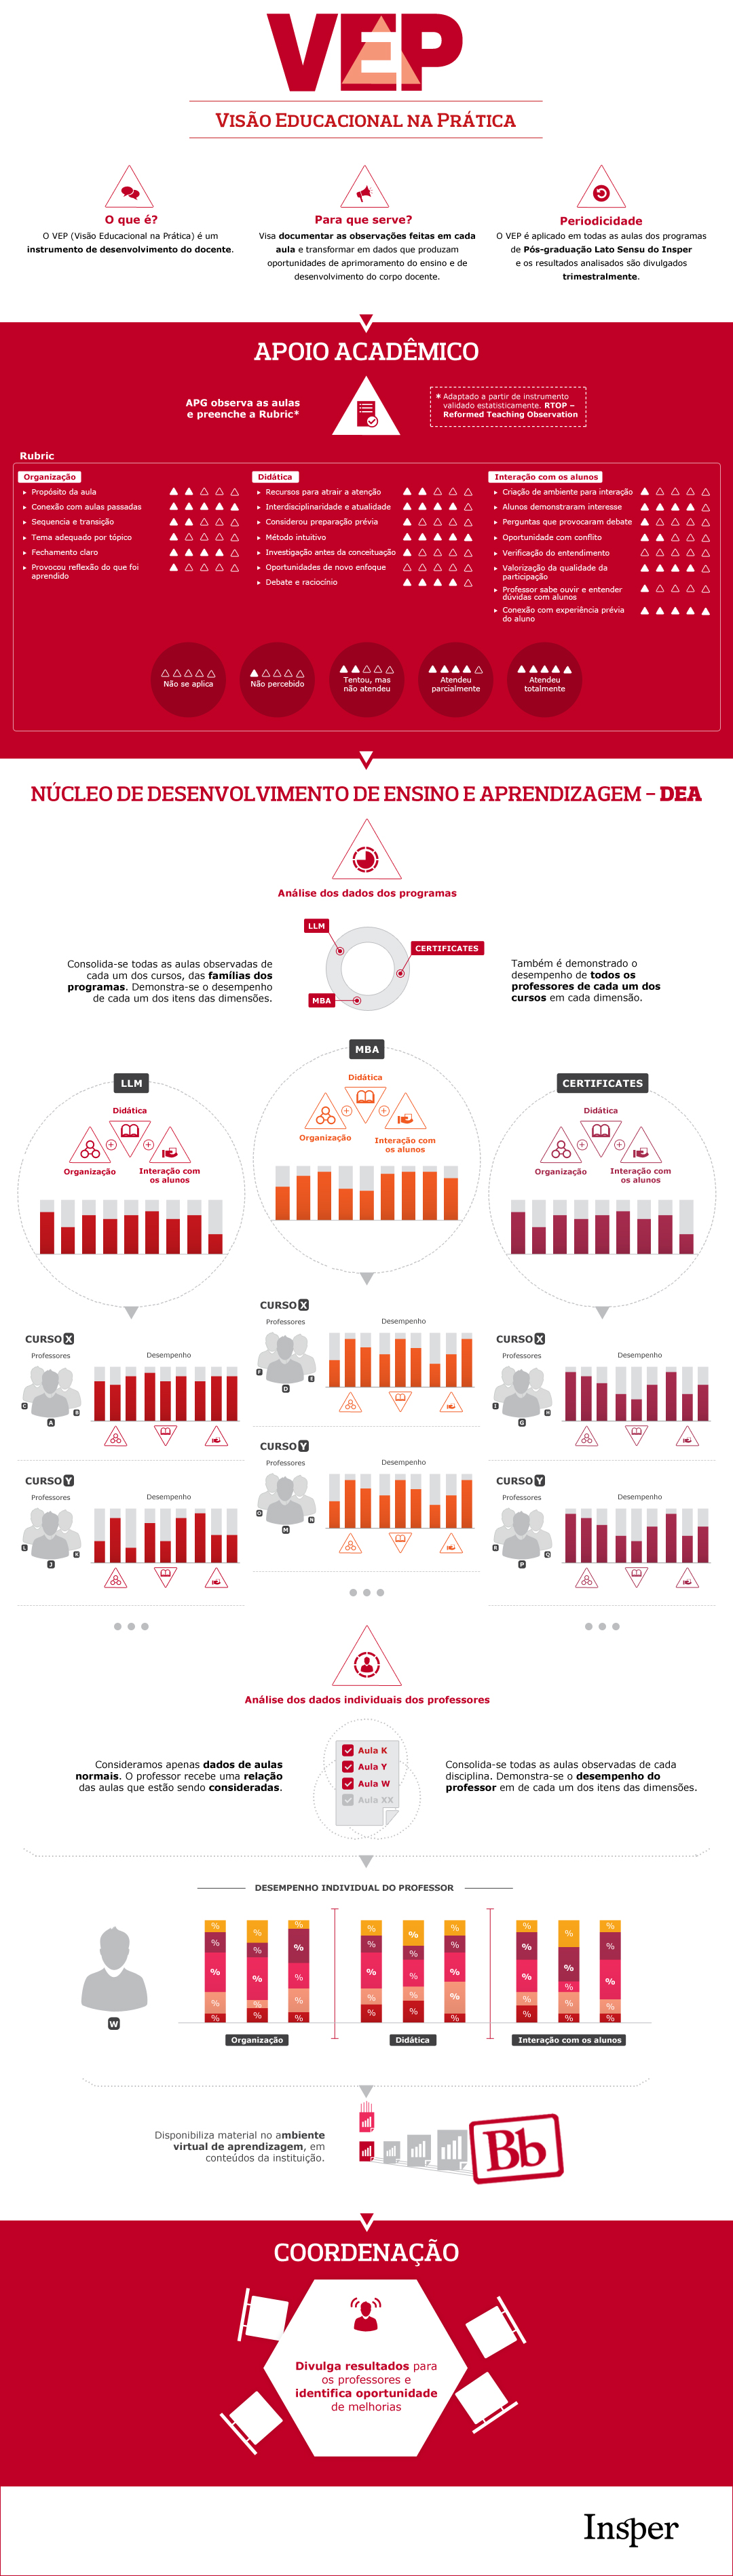 VEP
VISÃO EDUCACIONAL NA PRÁTICA
O que é?
O VEP (Visão Educacional na Prática) é um
instrumento de desenvolvimento do docente.
Para que serve?
Visa documentar as observações feitas em cada
aula e transformar em dados que produzam
oportunidades de aprimoramento do ensino e de
desenvolvimento do corpo docente.
Periodicidade
O VEP é aplicado em todas as aulas dos programas
de Pós-graduação Lato Sensu do Insper
e os resultados analisados são divulgados
trimestralmente.
APOIO ACADÊMICO
APG observa as aulas
e preenche a Rubric*
* Adaptado a partir de instrumento
validado estatisticamente. RTOP –
Reformed Teaching Observation
Rubric
Organização
Propósito da aula
Conexão com aulas passadas
Sequencia e transição
Tema adequado por tópico
Fechamento claro
Provocou reflexão do que foi
aprendido
Didática
Recursos para atrair a atenção
Interdisciplinaridade e atualidade
Considerou preparação prévia
Método intuitivo
Investigação antes da conceituação
Oportunidades de novo enfoque
Debate e raciocínio
Interação com os alunos
Criação de ambiente para interação
Alunos demonstraram interesse
Perguntas que provocaram debate
Oportunidade com conflito
Verificação do entendimento
Valorização da qualidade da
participação
Professor sabe ouvir e entender
dúvidas com alunos
Conexão com experiência prévia
do aluno
Não se aplica
Não percebido
Tentou, mas
não atendeu
Atendeu
parcialmente
Atendeu
totalmente
NÚCLEO DE DESENVOLVIMENTO DE ENSINO E APRENDIZAGEM – DEA
Análise dos dados dos programas
LLM
CERTIFICATES
MBA
Consolida-se todas as aulas observadas de
cada um dos cursos, das famílias dos
programas. Demonstra-se o desempenho
de cada um dos itens das dimensões.
Também é demonstrado o
desempenho de todos os
professores de cada um dos
cursos em cada dimensão.
LLM
Didática
Organização
Interação com
os alunos
MBA
Didática
Organização
Interação com
os alunos
CERTIFICATES
Didática
Organização
Interação com
os alunos
CURSO X
Professores
Desempenho
C
B
A
CURSO Y
Professores
Desempenho
L
K
J
CURSO X
Professores
Desempenho
F
E
D
CURSO Y
Professores
Desempenho
O
N
M
CURSO X
Professores
Desempenho
I
H
G
CURSO Y
Professores
Desempenho
R
Q
P
Análise dos dados individuais dos professores
Consideramos apenas dados de aulas
normais. O professor recebe uma relação
das aulas que estão sendo consideradas.
Aula K
Aula Y
Aula W
Aula XX
Consolida-se todas as aulas observadas de cada
disciplina. Demonstra-se o desempenho do
professor em de cada um dos itens das dimensões.
DESEMPENHO INDIVIDUAL DO PROFESSOR
W
% % % % %
% % % % %
% % % % %
Organização
% % % % %
% % % % %
% % % % %
Didática
% % % % %
% % % % %
% % % % %
Interação com os alunos
Disponibiliza material no ambiente
virtual de aprendizagem, em
conteúdos da instituição.
Bb
COORDENAÇÃO
Divulga resultados para
os professores e
identifica oportunidade
de melhorias
Insper